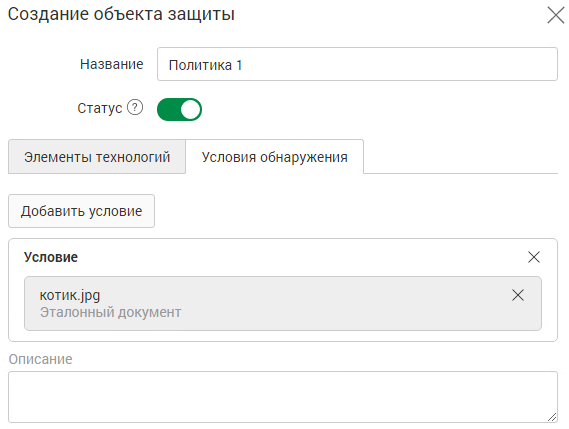 Создание объекта защиты
Название
Политика 1
Статус ?
Элементы технологий
Условия обнаружения
Добавить условие
Условие
котик.jpg
Эталонный документ
Описание